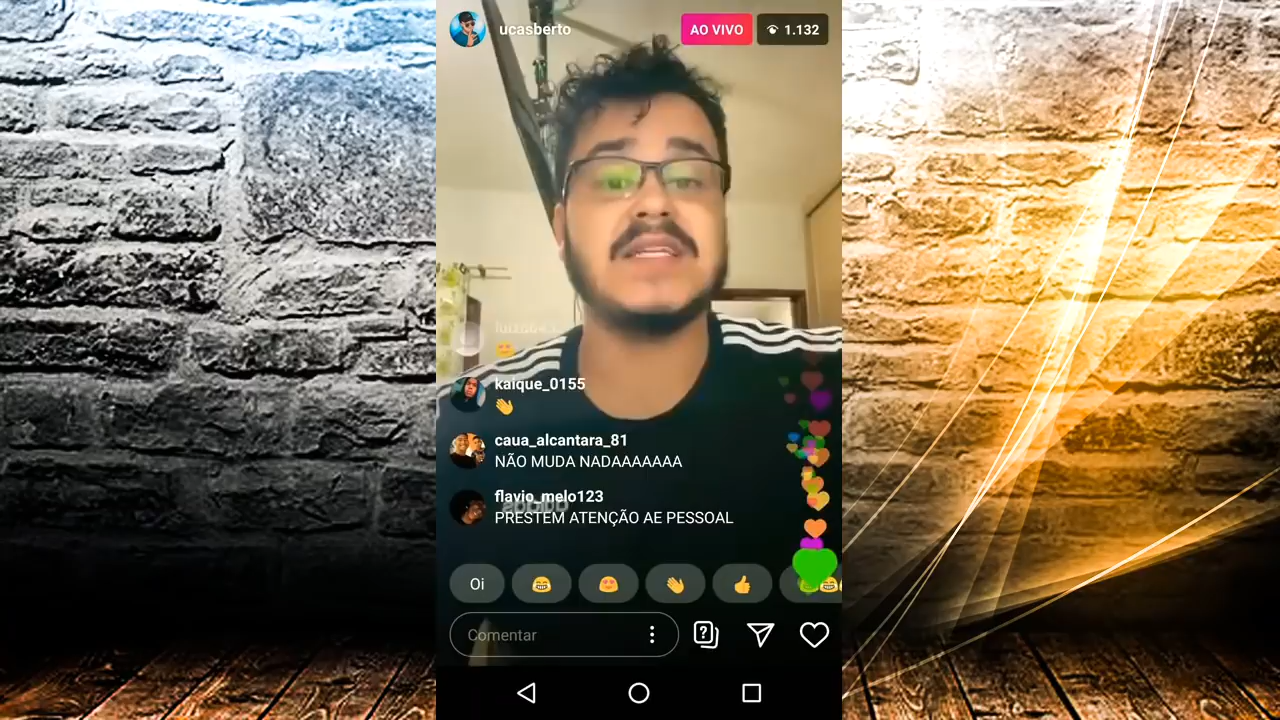 ucasberto
AO VIVO
1.132
kaique_0155
caua_alcantara_81
NÃO MUDA NADAAAAAAA
flavio_melo123
PRESTEM ATENÇÃO AE PESSOAL
Oi
Comentar